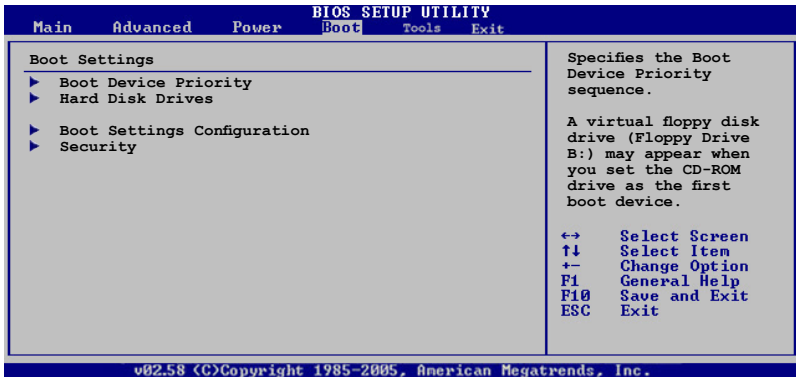 BIOS SETUP UTILITY
Main Advanced Power Boot Tools Exit
Boot Settings
Boot Device Priority
Hard Disk Drives
Boot Settings Configuration
Security
Specifies the Boot
Device Priority
sequence.
A virtual floppy disk
drive (Floppy Drive
B:) may appear when
you set the CD-ROM
drive as the first
boot device.
←→ Select Screen
↑↓ Select Item
+- Change Option
F1 General Help
F10 Save and Exit
ESC Exit
v02.58 (C)Copyright 1985-2005, American Megatrends, Inc.